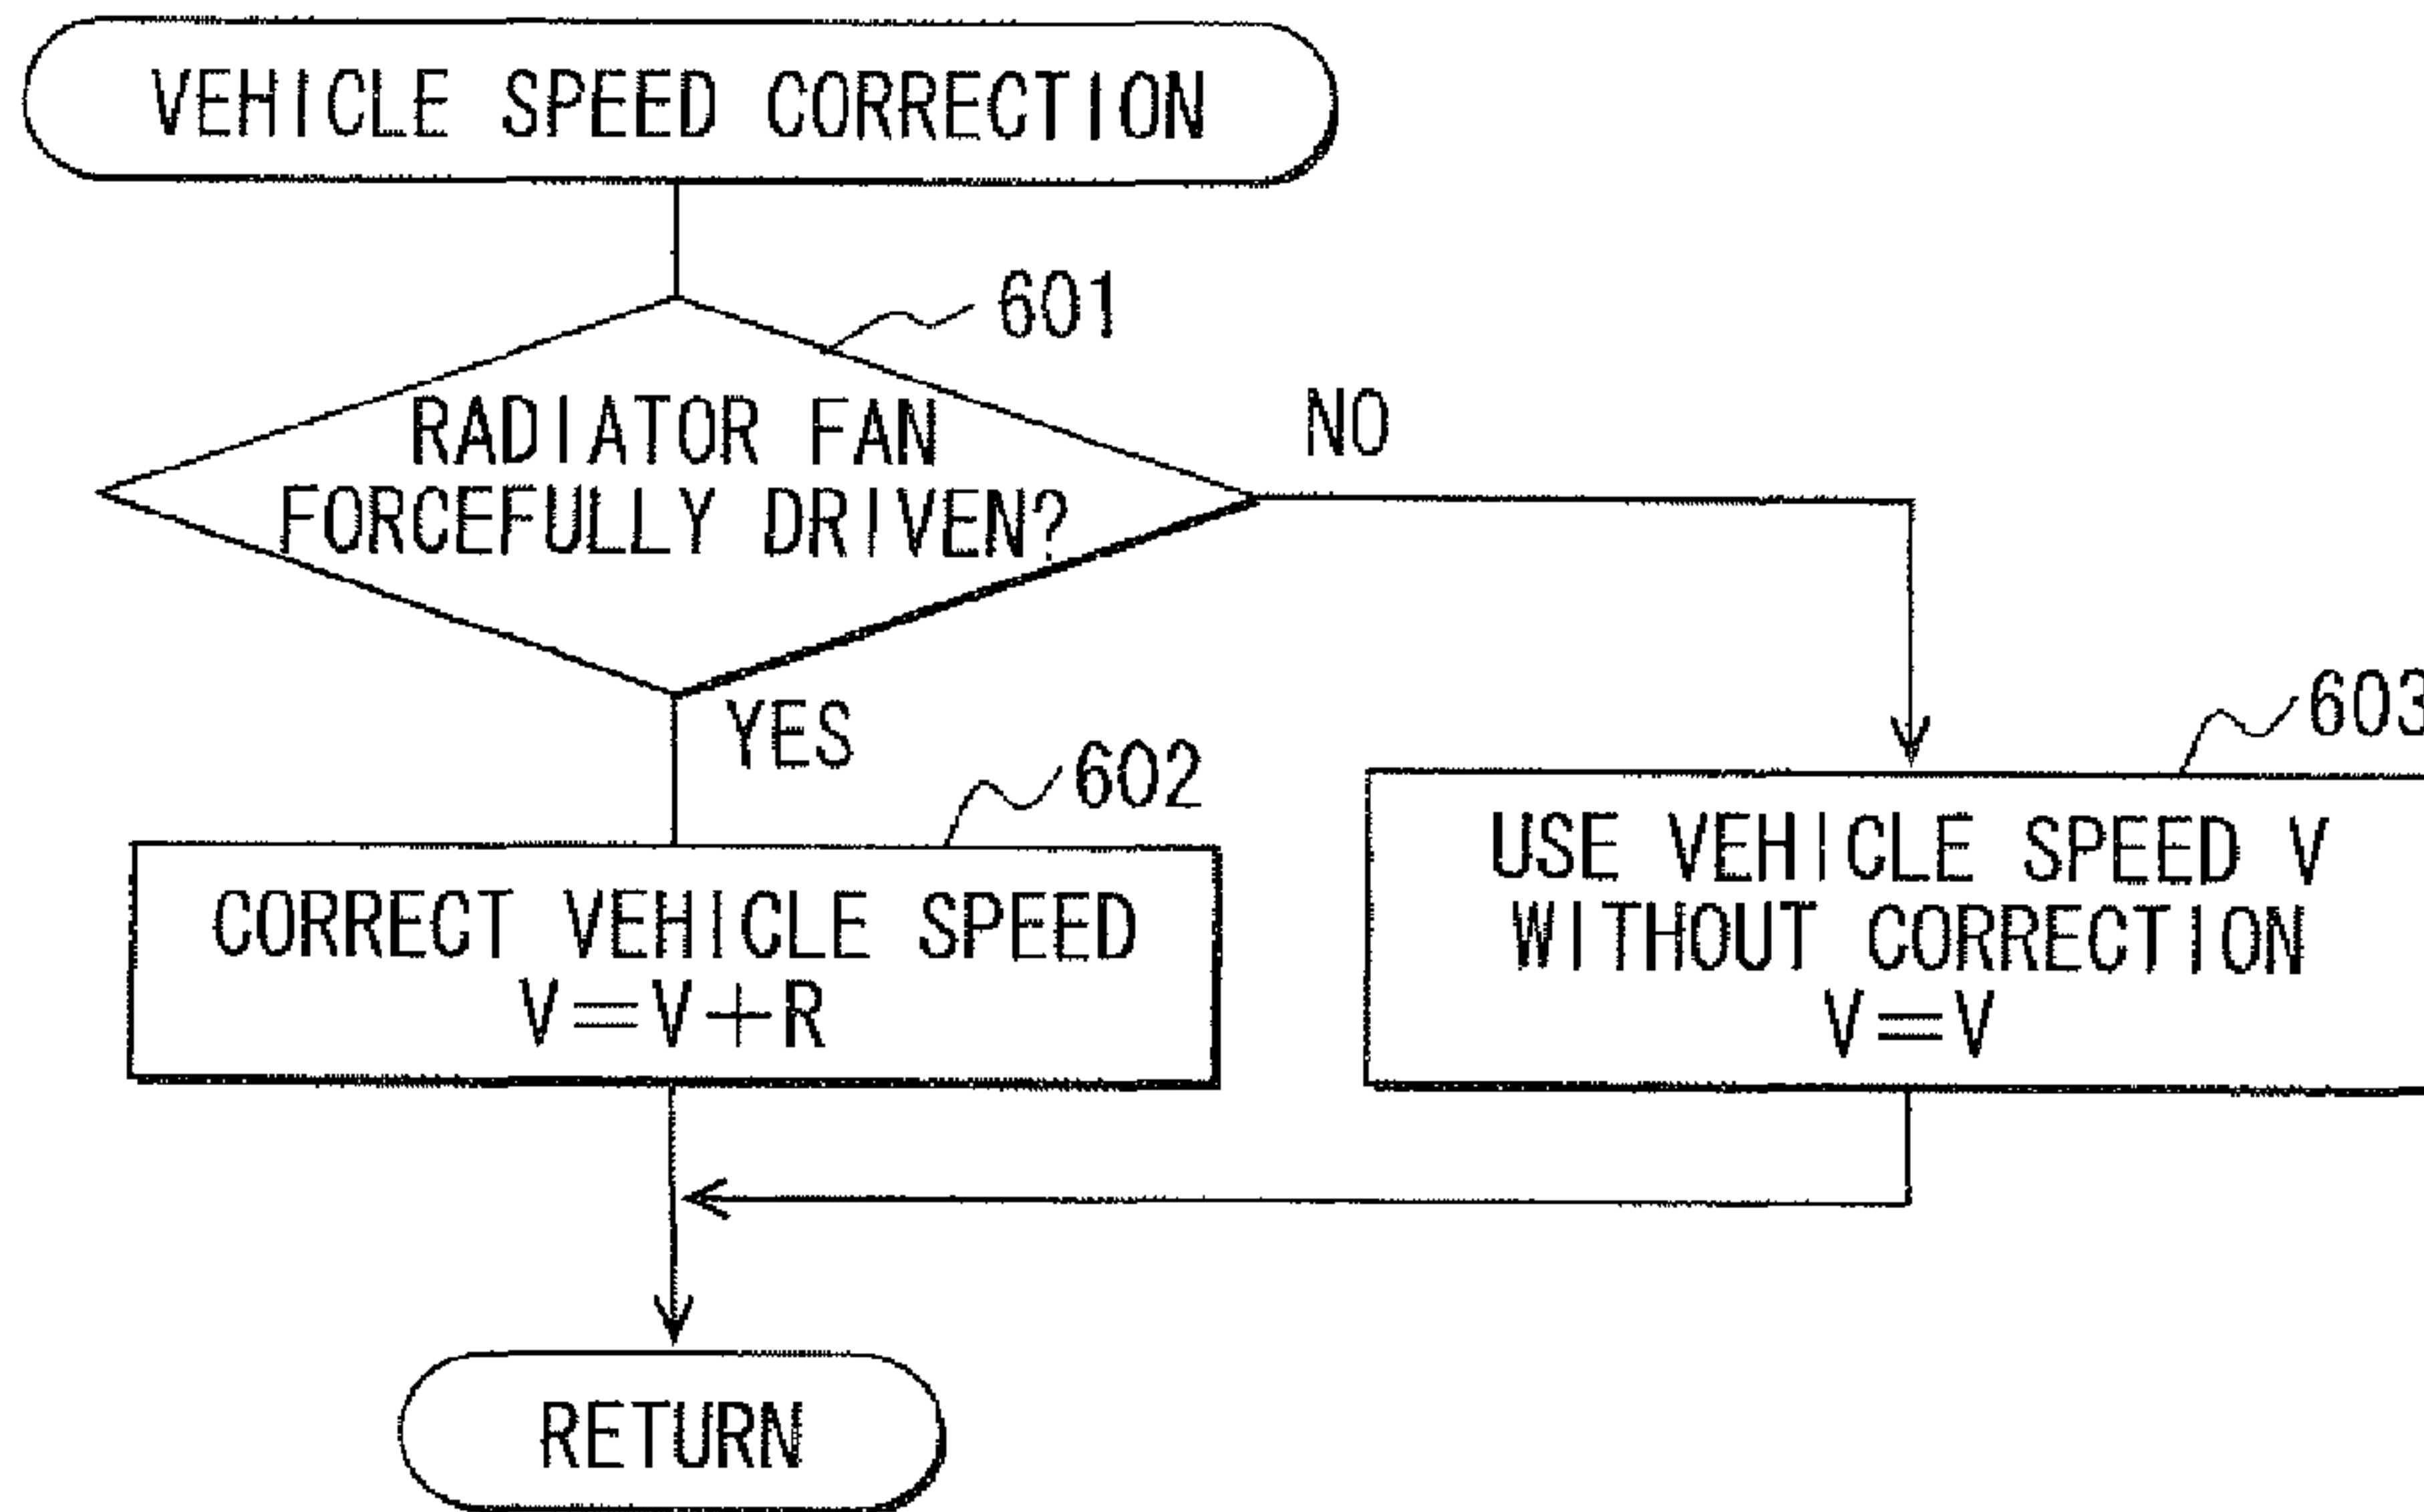 VEHICLE SPEED CORRECTION
601
RADIATOR FAN
FORCEFULLY DRIVEN?
NO
YES
602
603
CORRECT VEHICLE SPEED
V=V+R
USE VEHICLE SPEED V
WITHOUT CORRECTION
V=V
RETURN